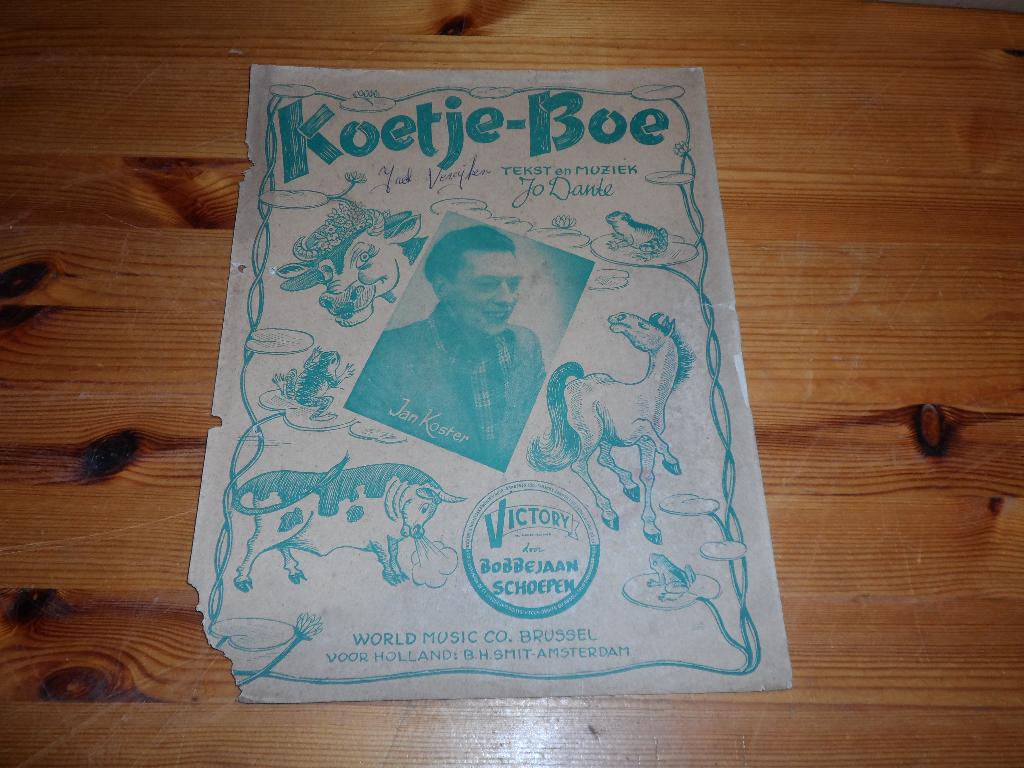 Koetje-Boe
TEKST en MUZIEK
Jo Dante
Jan Koster
VICTORY
door
BOBBEJAAN
SCHOEPEN
WORLD MUSIC CO. BRUSSEL
VOOR HOLLAND: B.H. SMIT-AMSTERDAM